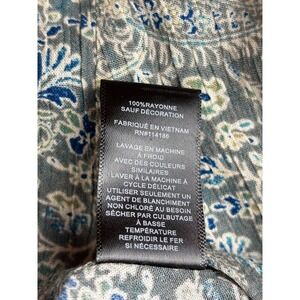 100%RAYONNE
SAUF DÉCORATION
FABRIQUÉ EN VIETNAM
RN#114186
LAVAGE EN MACHINE
À FROID
AVEC DES COULEURS
SIMILAIRES
LAVER À LA MACHINE À
CYCLE DÉLICAT
UTILISER SEULEMENT UN
AGENT DE BLANCHIMENT
NON CHLORÉ AU BESOIN
SÉCHER PAR CULBUTAGE
À BASSE
TEMPÉRATURE
REFROIDIR LE FER
SI NÉCESSAIRE